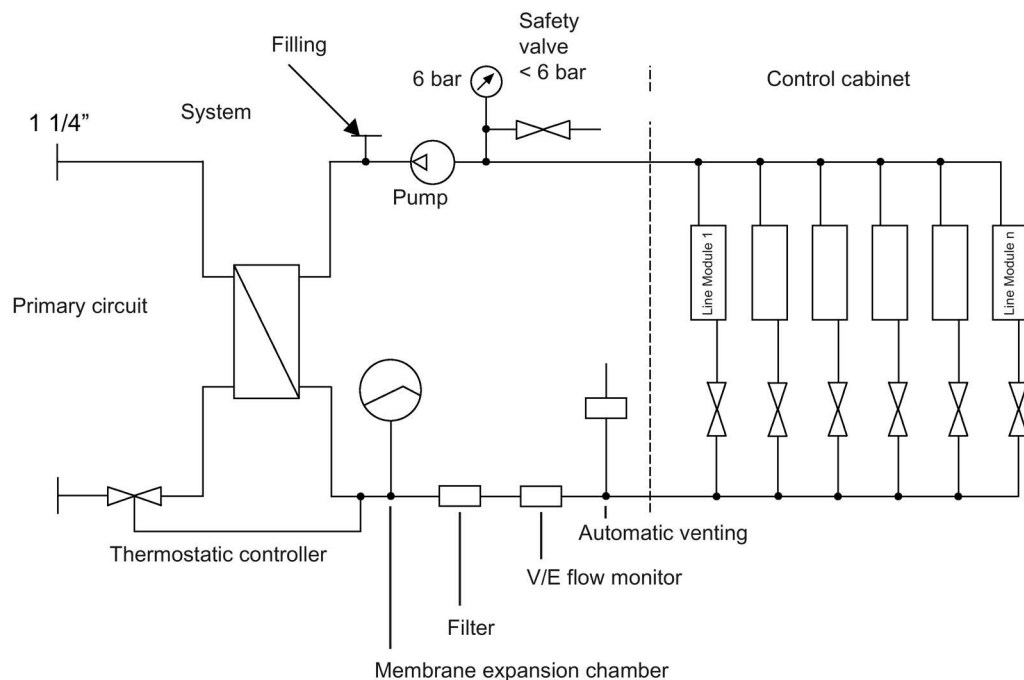 Safety
valve
< 6 bar
Filling
6 bar
Control cabinet
System
1 1/4”
Pump
Line Module 1
Line Module n
Primary circuit
Automatic venting
Thermostatic controller
V/E flow monitor
Filter
Membrane expansion chamber